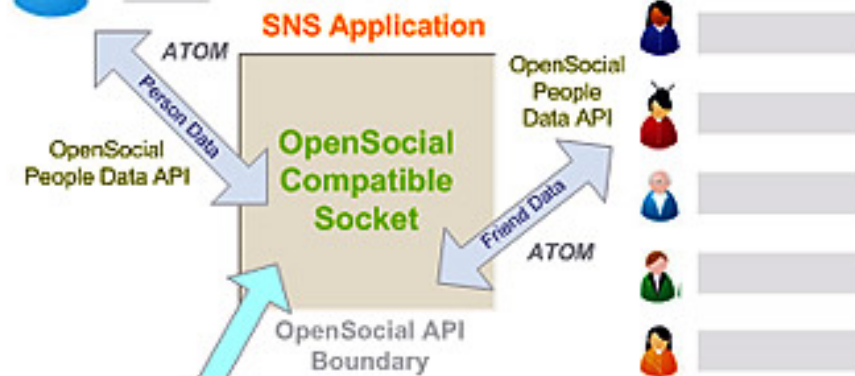 SNS Application
ATOM
Person Data
OpenSocial
People Data API
OpenSocial
Compatible
Socket
OpenSocial
People
Data API
Friend Data
ATOM
OpenSocial API
Boundary